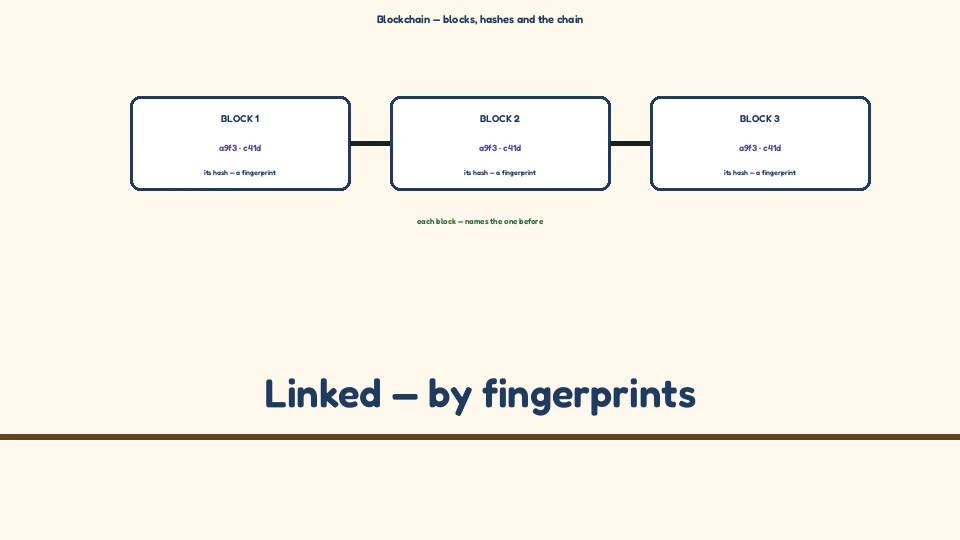 Blockchain — blocks, hashes and the chain
BLOCK 1
a9f3 · c41d
its hash — a fingerprint
BLOCK 2
a9f3 · c41d
its hash — a fingerprint
BLOCK 3
a9f3 · c41d
its hash — a fingerprint
each block — names the one before
Linked — by fingerprints